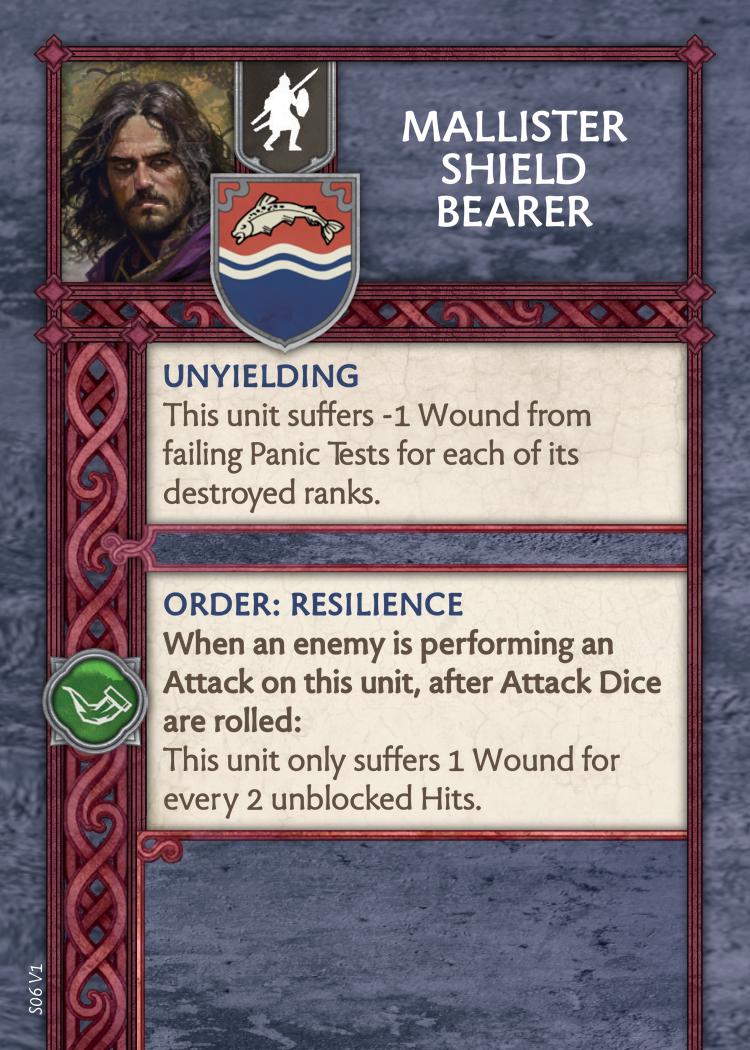 MALLISTER
SHIELD
BEARER
UNYIELDING
This unit suffers -1 Wound from
failing Panic Tests for each of its
destroyed ranks.
ORDER: RESILIENCE
When an enemy is performing an
Attack on this unit, after Attack Dice
are rolled:
This unit only suffers 1 Wound for
every 2 unblocked Hits.
S06 V1